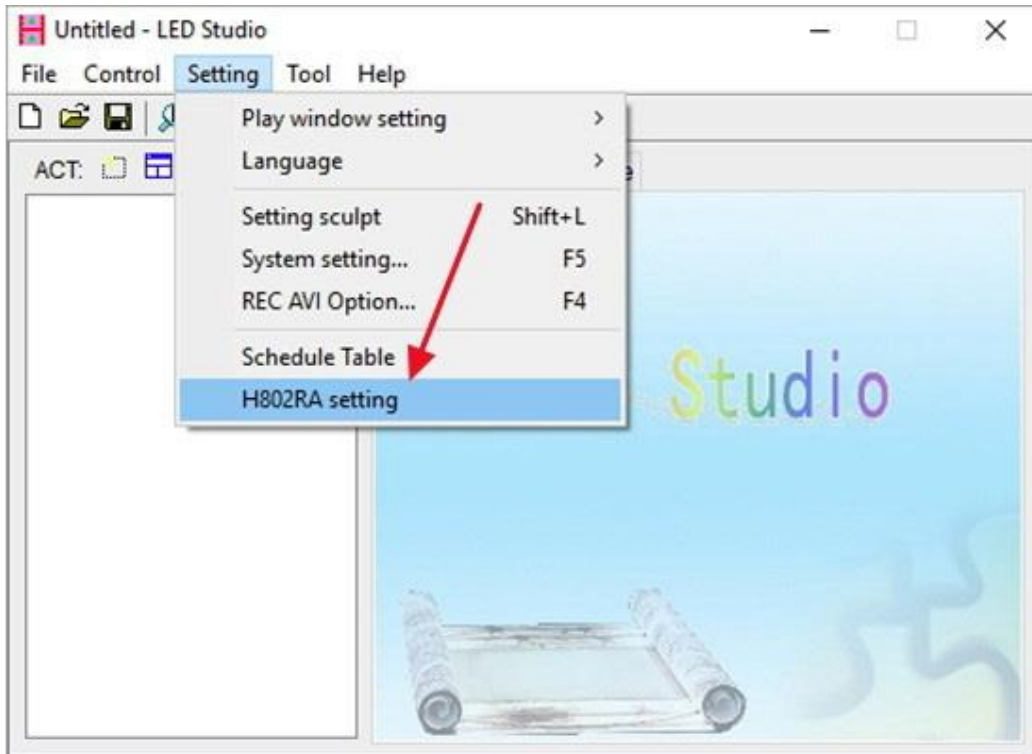 Untitled - LED Studio
File Control Setting Tool Help
Play window setting
ACT:
Language
Setting sculpt Shift+L
System setting... F5
REC AVI Option... F4
Schedule Table
H802RA setting
Studio